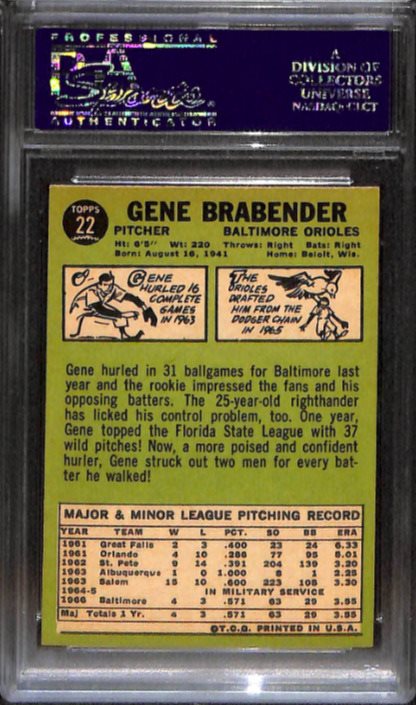 PROFESSIONAL
PSA
AUTHENTICATOR
A
DIVISION OF
COLLECTORS
UNIVERSE
NASDAQ:CLCT
TOPPS
22
GENE BRABENDER
PITCHER BALTIMORE ORIOLES
Ht: 6'5" Wt: 220 Throws: Right Bats: Right
Born: August 16, 1941 Home: Beloit, Wis.
GENE
HURLED 16
COMPLETE
GAMES
IN 1963
THE
ORIOLES
DRAFTED
HIM FROM THE
DODGER CHAIN
IN 1965
Gene hurled in 31 ballgames for Baltimore last
year and the rookie impressed the fans and his
opposing batters. The 25-year-old righthander
has licked his control problem, too. One year,
Gene topped the Florida State League with 37
wild pitches! Now, a more poised and confident
hurler, Gene struck out two men for every bat-
ter he walked!
MAJOR & MINOR LEAGUE PITCHING RECORD
YEAR TEAM W L PCT. SO BB ERA
1961 Great Falls 2 3 .400 23 24 6.33
1961 Orlando 4 10 .286 77 95 6.01
1962 St. Pete 9 14 .391 204 139 3.20
1963 Albuquerque 1 0 1.000 6 1 2.25
1963 Salem 15 10 .600 223 108 3.30
1964-5 IN MILITARY SERVICE
1966 Baltimore 4 3 .571 63 29 3.55
Maj Totals 1 Yr. 4 3 .571 63 29 3.55
©T.C.G. PRINTED IN U.S.A.